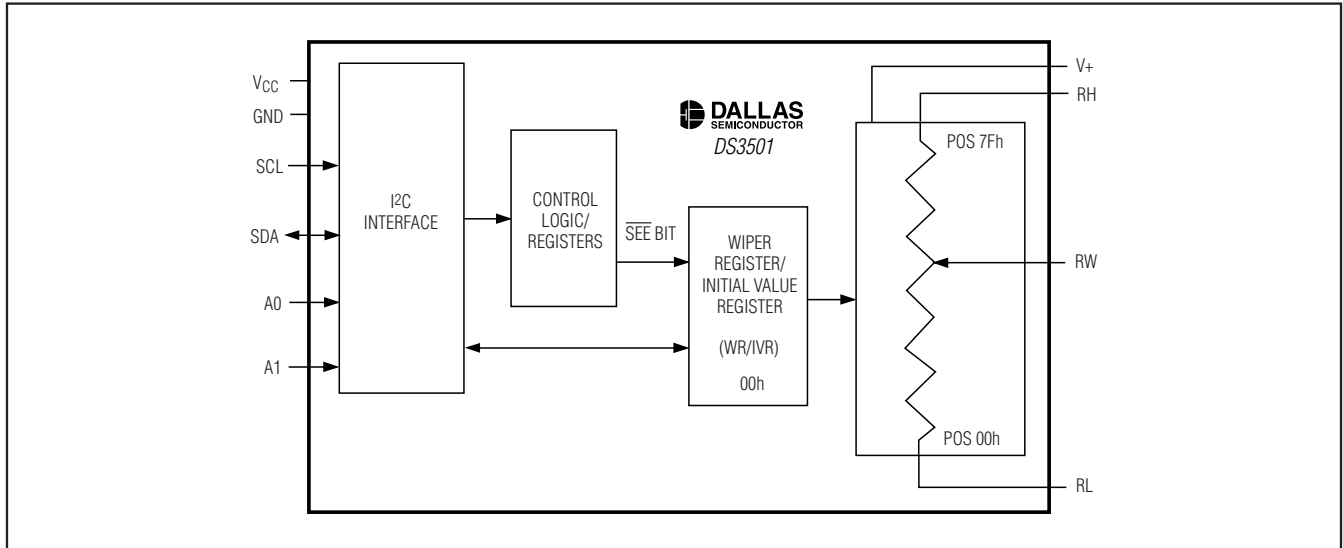 VCC
GND
SCL
SDA
A0
A1
I2C
INTERFACE
CONTROL
LOGIC/
REGISTERS
SEE BIT
DALLAS
SEMICONDUCTOR
DS3501
WIPER
REGISTER/
INITIAL VALUE
REGISTER
(WR/IVR)
00h
POS 7Fh
POS 00h
V+
RH
RW
RL